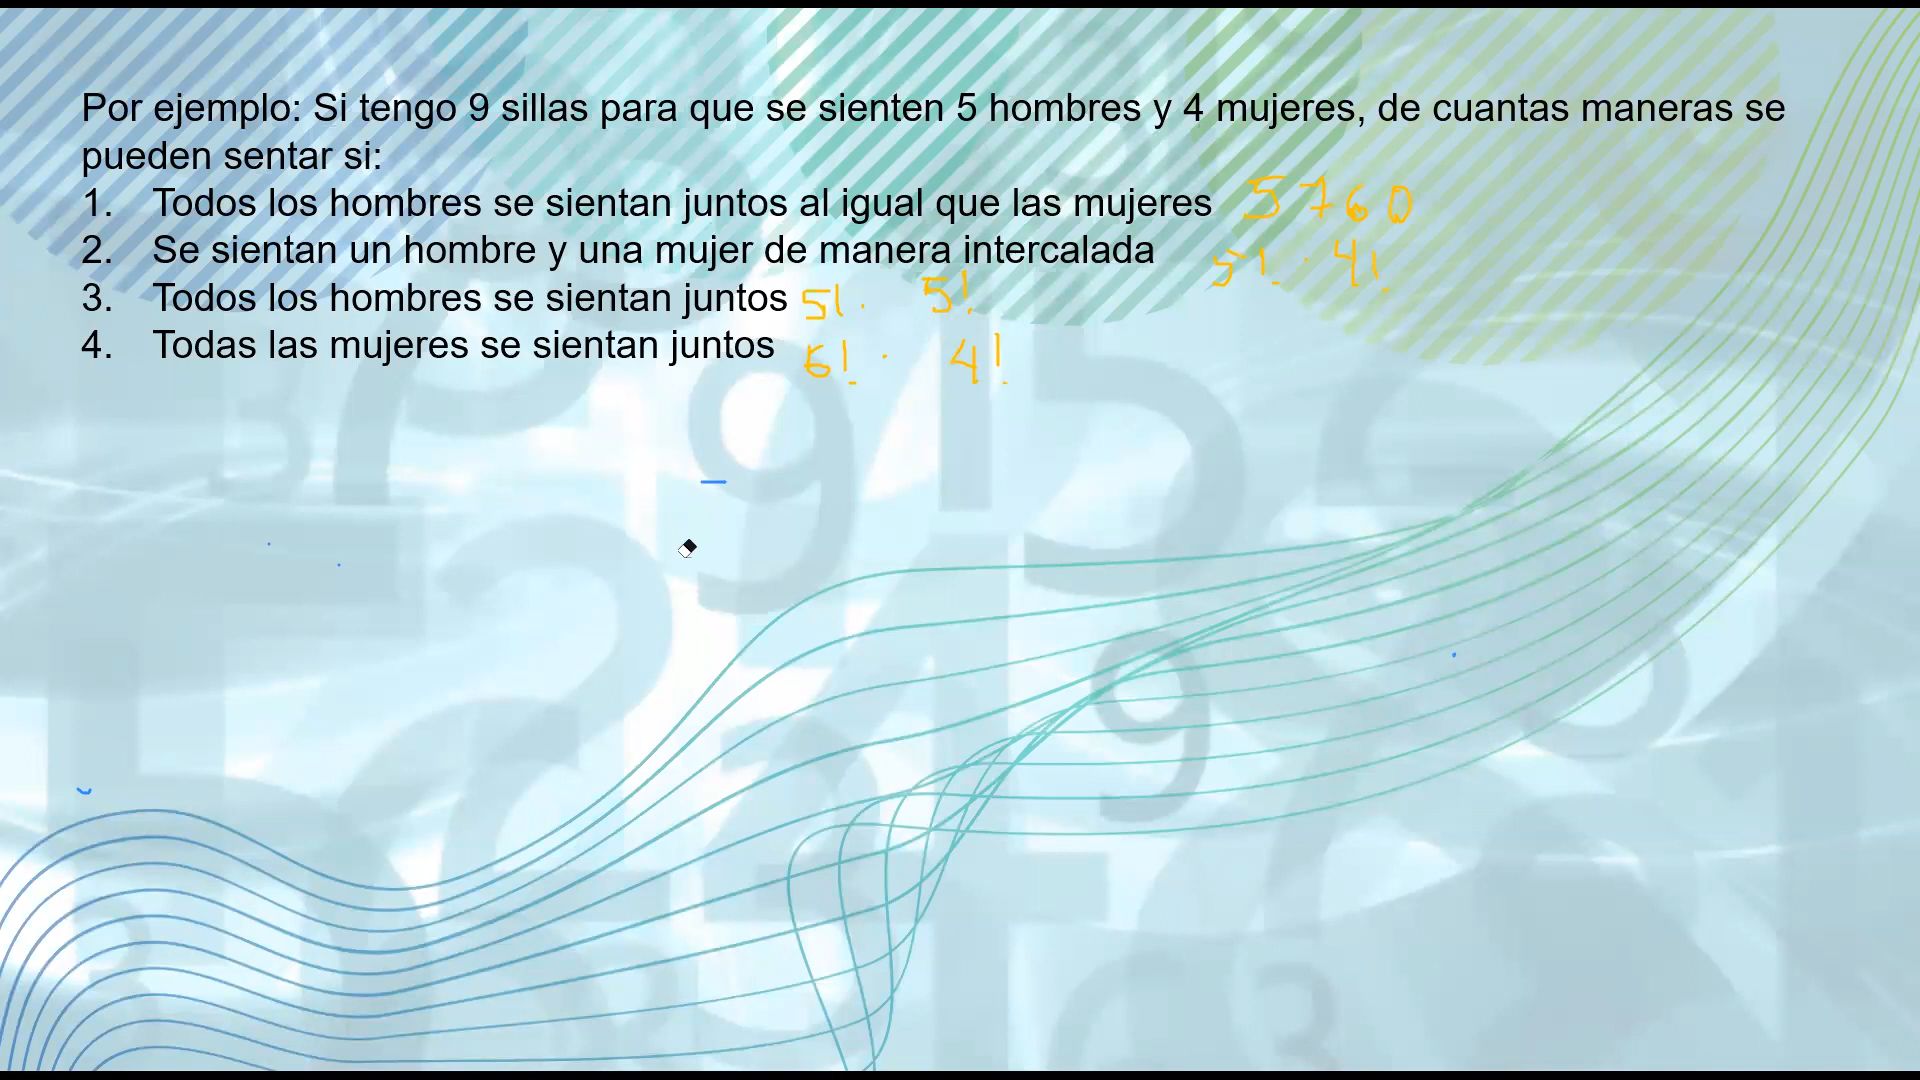 Por ejemplo: Si tengo 9 sillas para que se sienten 5 hombres y 4 mujeres, de cuantas maneras se
pueden sentar si:
1. Todos los hombres se sientan juntos al igual que las mujeres 5760
2. Se sientan un hombre y una mujer de manera intercalada 5! · 4!
3. Todos los hombres se sientan juntos 5! · 5!
4. Todas las mujeres se sientan juntos 6! · 4!